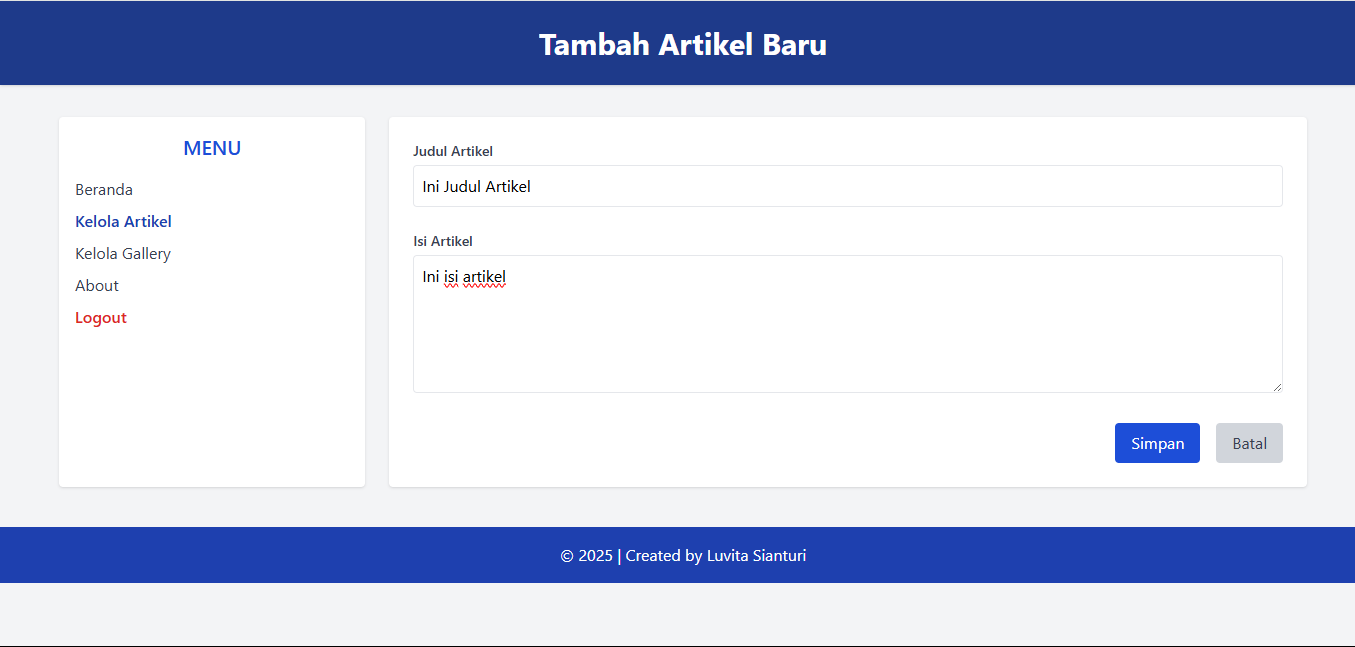 Tambah Artikel Baru
MENU
Beranda
Kelola Artikel
Kelola Gallery
About
Logout
Judul Artikel
Ini Judul Artikel
Isi Artikel
Ini isi artikel
Simpan
Batal
© 2025 | Created by Luvita Sianturi